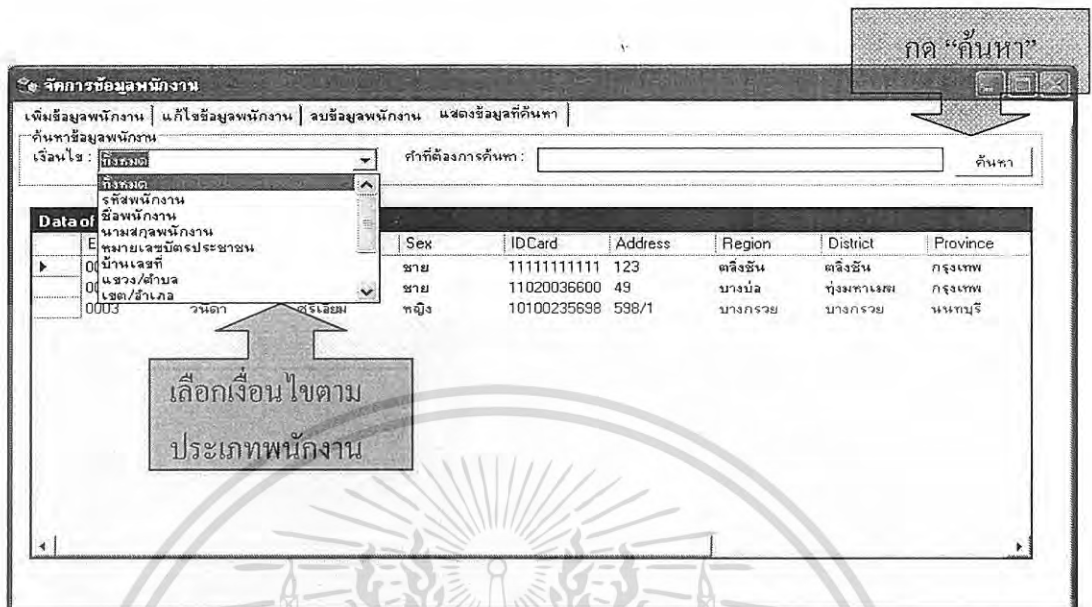 กด “ค้นหา”
จัดการข้อมูลพนักงาน
เพิ่มข้อมูลพนักงาน แก้ไขข้อมูลพนักงาน ลบข้อมูลพนักงาน แสดงข้อมูลที่ค้นหา
ค้นหาข้อมูลพนักงาน
เงื่อนไข : ทั้งหมด คำที่ต้องการค้นหา : ค้นหา
ทั้งหมด
รหัสพนักงาน
ชื่อพนักงาน
นามสกุลพนักงาน
หมายเลขบัตรประชาชน
บ้านเลขที่
แขวง/ตำบล
เขต/อำเภอ
Data of
Sex IDCard Address Region District Province
ชาย 11111111111 123 ตลิ่งชัน ตลิ่งชัน กรุงเทพ
ชาย 11020036600 49 บางบ่อ ทุ่งมหาเมฆ กรุงเทพ
0003 วนิดา ศรีเอี่ยม หญิง 10100235698 598/1 บางกรวย บางกรวย นนทบุรี
เลือกเงื่อนไขตาม
ประเภทพนักงาน